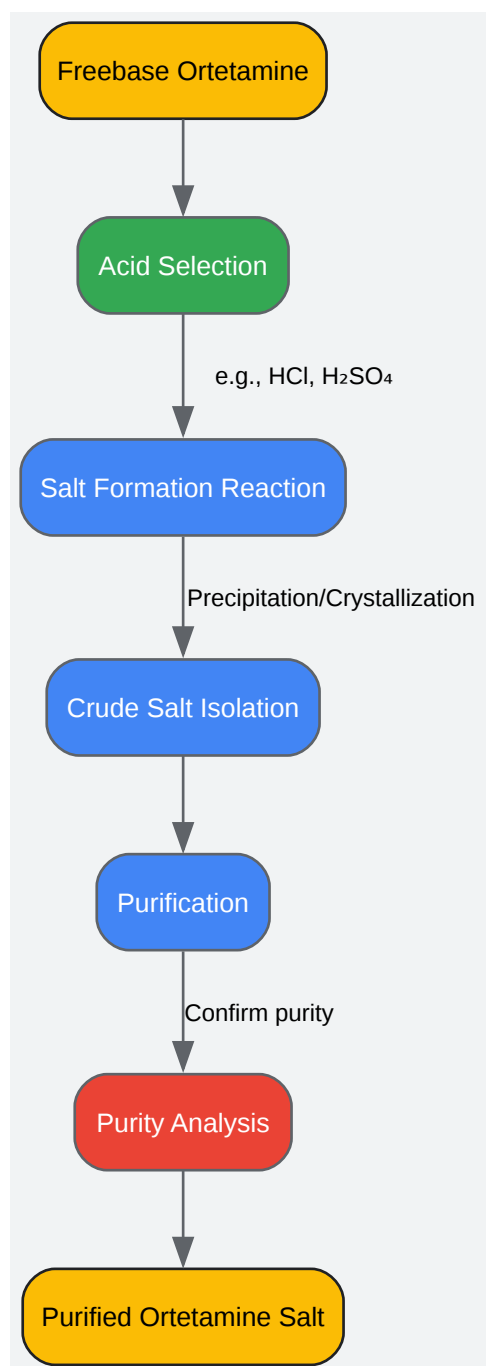 Freebase Ortetamine
Acid Selection
e.g., HCl, H₂SO₄
Salt Formation Reaction
Precipitation/Crystallization
Crude Salt Isolation
Purification
Confirm purity
Purity Analysis
Purified Ortetamine Salt